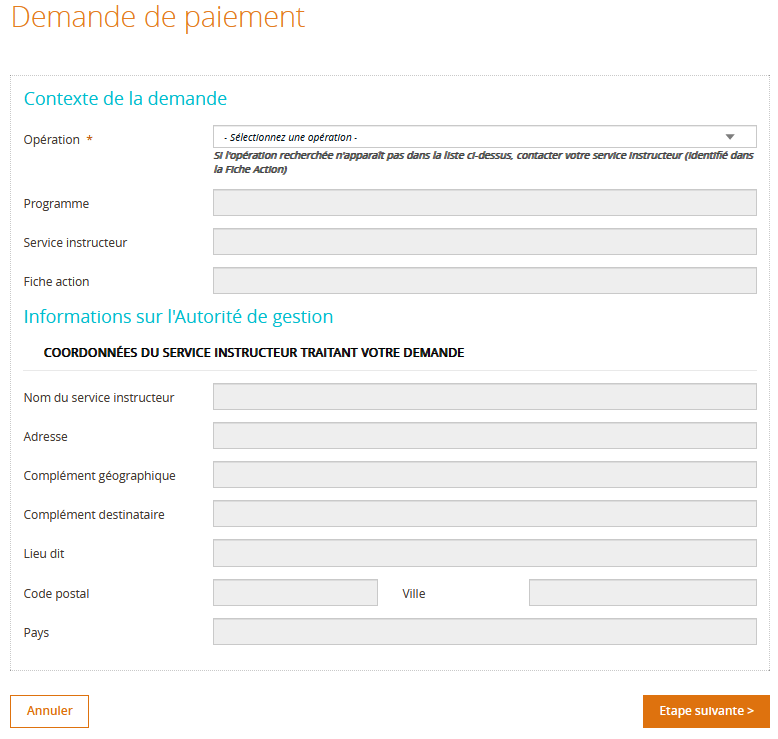 Demande de paiement
Contexte de la demande
Opération *
- Sélectionnez une opération -
Si l'opération recherchée n'apparaît pas dans la liste ci-dessus, contacter votre service instructeur (identifié dans
la Fiche Action)
Programme
Service instructeur
Fiche action
Informations sur l'Autorité de gestion
COORDONNÉES DU SERVICE INSTRUCTEUR TRAITANT VOTRE DEMANDE
Nom du service instructeur
Adresse
Complément géographique
Complément destinataire
Lieu dit
Code postal Ville
Pays
Annuler Etape suivante >